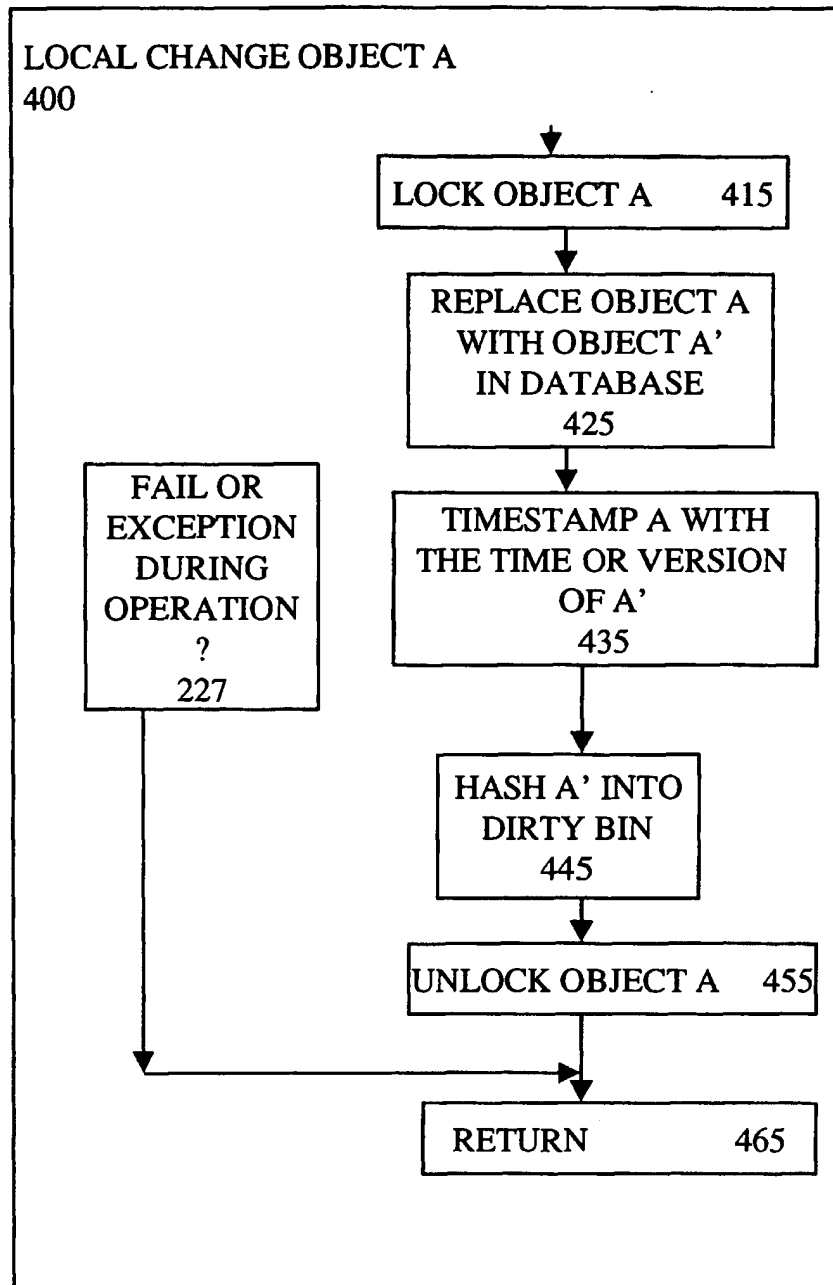 LOCAL CHANGE OBJECT A
400
LOCK OBJECT A 415
REPLACE OBJECT A
WITH OBJECT A'
IN DATABASE
425
FAIL OR
EXCEPTION
DURING
OPERATION
?
227
TIMESTAMP A WITH
THE TIME OR VERSION
OF A'
435
HASH A' INTO
DIRTY BIN
445
UNLOCK OBJECT A 455
RETURN 465